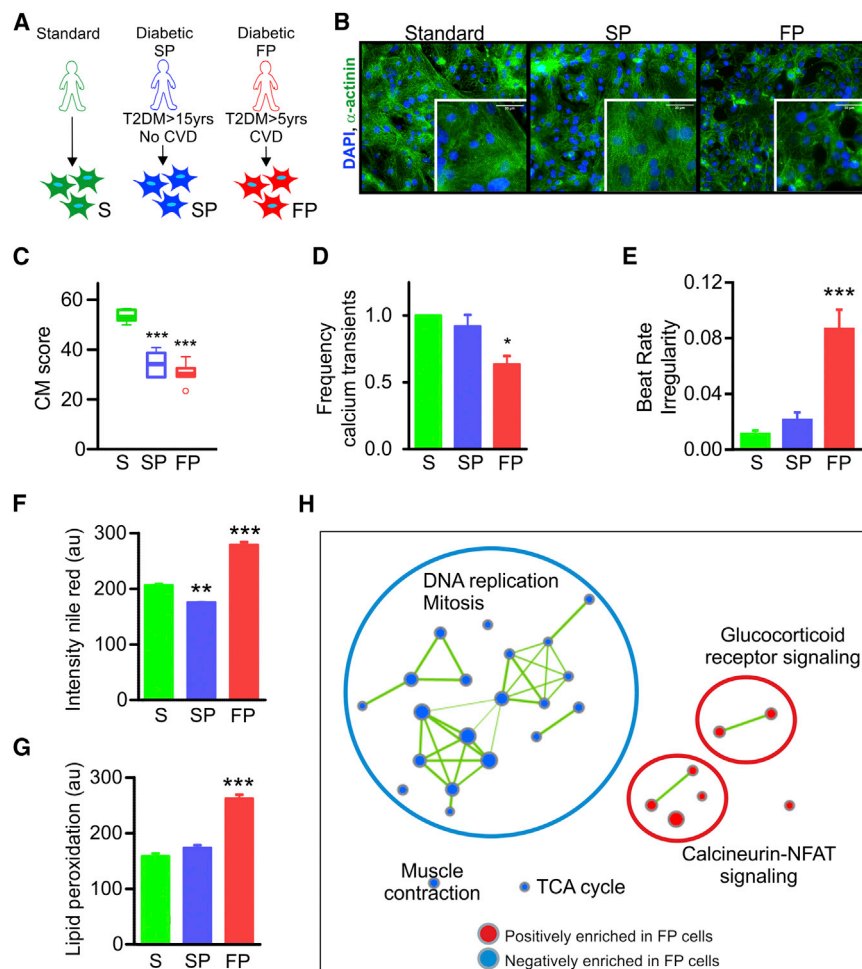 A
Standard
Diabetic
SP
Diabetic
FP
T2DM>15yrs
No CVD
T2DM>5yrs
CVD
S
SP
FP
B
Standard
SP
FP
DAPI, α-actinin
C
CM score
60
40
20
0
S
SP
FP
D
Frequency
calcium transients
1.0
0.5
0.0
*
S
SP
FP
*** ***
E
Beat Rate
Irregularity
0.12
0.08
0.04
0.00
***
S
SP
FP
F
Intensity nile red (au)
300
200
100
0
**
***
S
SP
FP
G
Lipid peroxidation (au)
300
200
100
0
***
S
SP
FP
H
DNA replication
Mitosis
Glucocorticoid
receptor signaling
Calcineurin-NFAT
signaling
Muscle
contraction
TCA cycle
Positively enriched in FP cells
Negatively enriched in FP cells